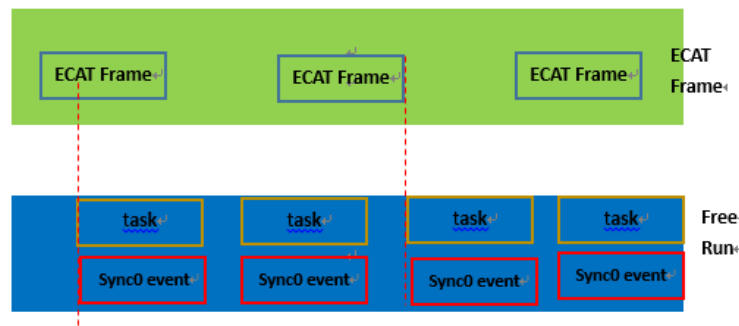 ECAT Frame
ECAT Frame
ECAT Frame
ECAT
Frame
task
task
task
task
Free
Run
Sync0 event
Sync0 event
Sync0 event
Sync0 event